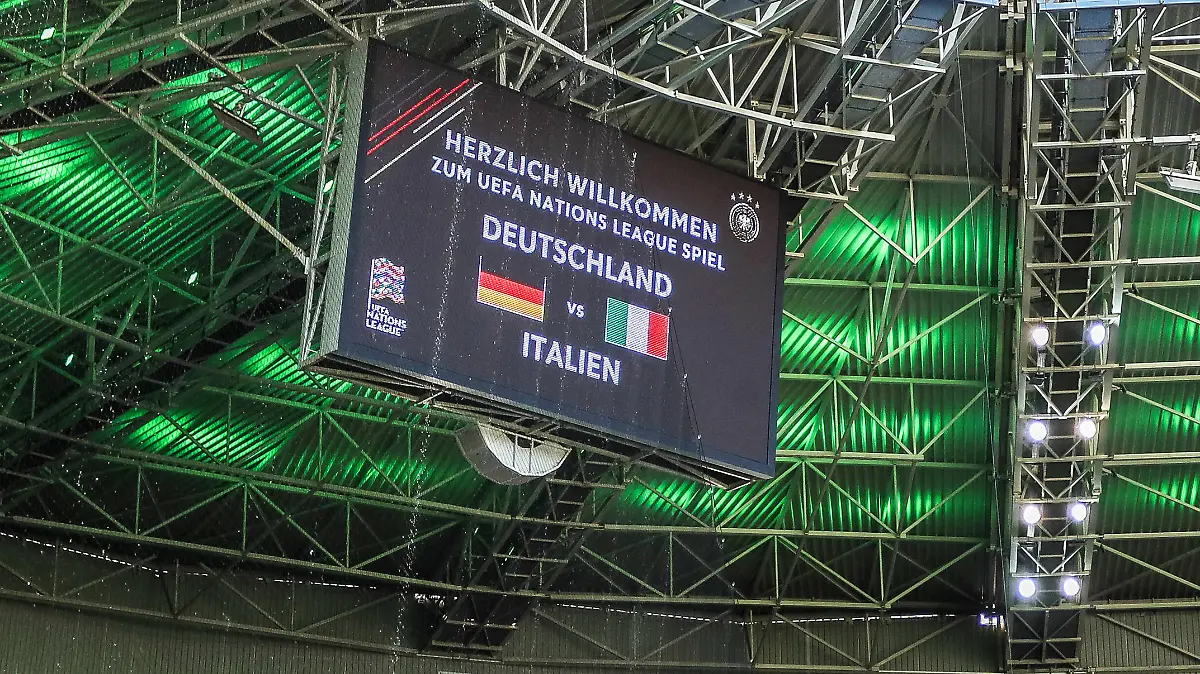 HERZLICH WILLKOMMEN
ZUM UEFA NATIONS LEAGUE SPIEL
DEUTSCHLAND
VS
ITALIEN
UEFA
NATIONS
LEAGUE